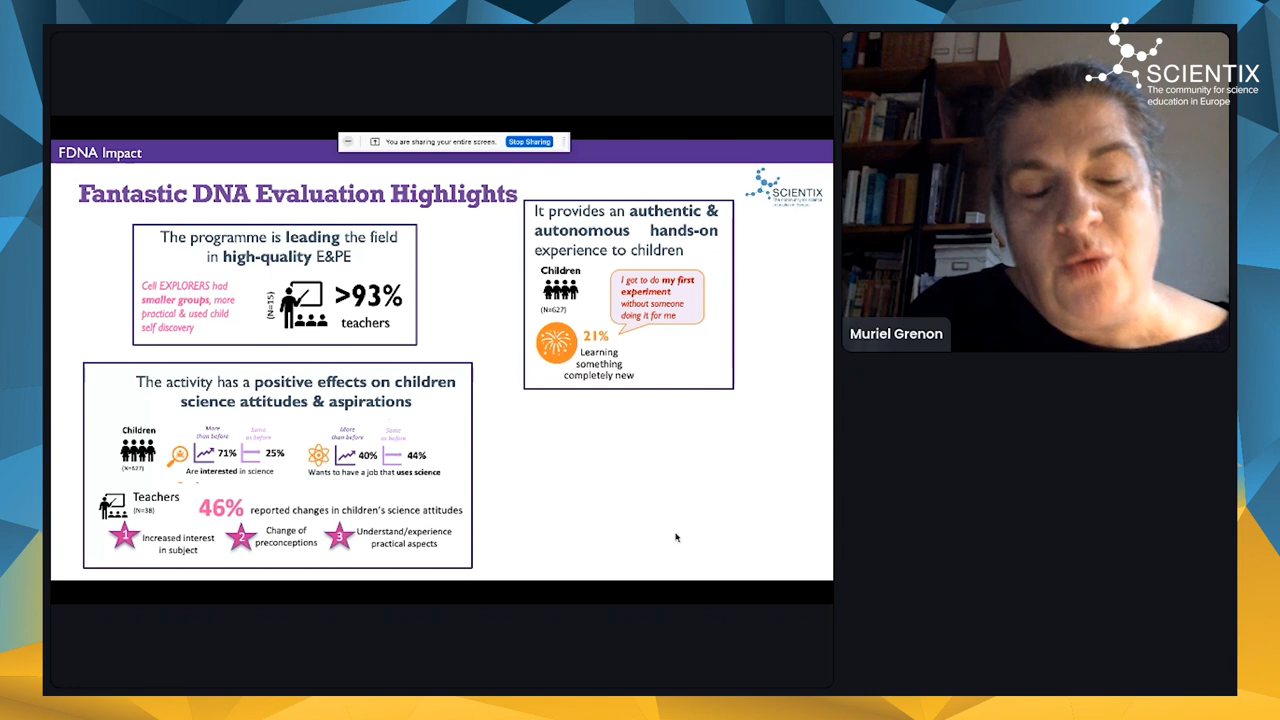 SCIENTIX
The community for science
education in Europe
You are sharing your entire screen.
Stop Sharing
FDNA Impact
Fantastic DNA Evaluation Highlights
SCIENTIX
The programme is leading the field
in high-quality E&PE
Cell EXPLORERS had
smaller groups, more
practical & used child
self discovery
(N=15)
>93%
teachers
It provides an authentic &
autonomous hands-on
experience to children
Children
(N=627)
I got to do my first
experiment
without someone
doing it for me
21%
Learning
something
completely new
The activity has a positive effects on children
science attitudes & aspirations
Children
(N=627)
More
than before
Same
as before
71%
25%
Are interested in science
More
than before
Same
as before
40%
44%
Wants to have a job that uses science
Teachers
(N=38)
46% reported changes in children's science attitudes
1
Increased interest
in subject
2
Change of
preconceptions
3
Understand/experience
practical aspects
Muriel Grenon